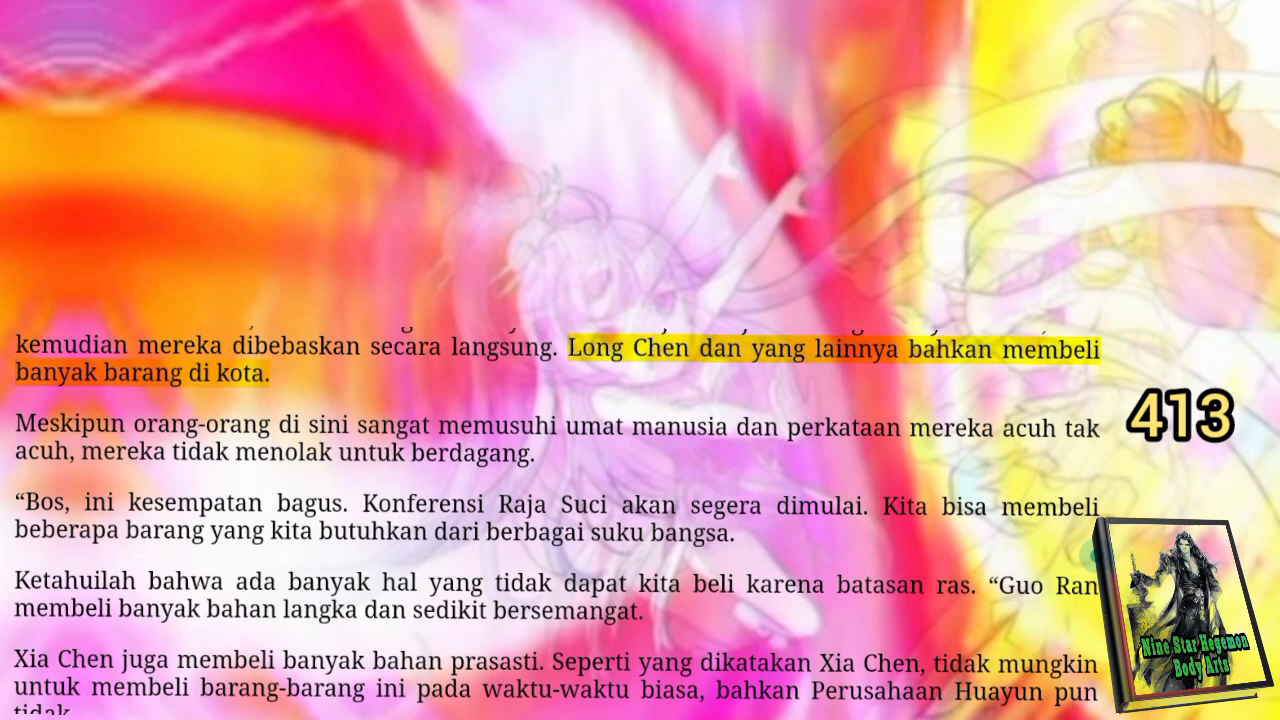 kemudian mereka dibebaskan secara langsung. Long Chen dan yang lainnya bahkan membeli
banyak barang di kota.
Meskipun orang-orang di sini sangat memusuhi umat manusia dan perkataan mereka acuh tak
acuh, mereka tidak menolak untuk berdagang.
“Bos, ini kesempatan bagus. Konferensi Raja Suci akan segera dimulai. Kita bisa membeli
beberapa barang yang kita butuhkan dari berbagai suku bangsa.
Ketahuilah bahwa ada banyak hal yang tidak dapat kita beli karena batasan ras. “Guo Ran
membeli banyak bahan langka dan sedikit bersemangat.
Xia Chen juga membeli banyak bahan prasasti. Seperti yang dikatakan Xia Chen, tidak mungkin
untuk membeli barang-barang ini pada waktu-waktu biasa, bahkan Perusahaan Huayun pun
tidak
413
Nine Star Hegemon
Body Arts